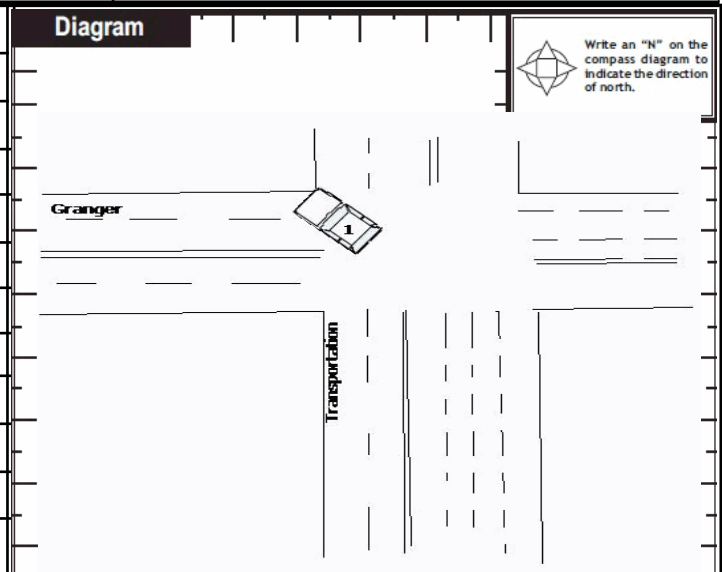 Diagram
Write an “N” on the
compass diagram to
indicate the direction
of north.
Granger
1
Transportation